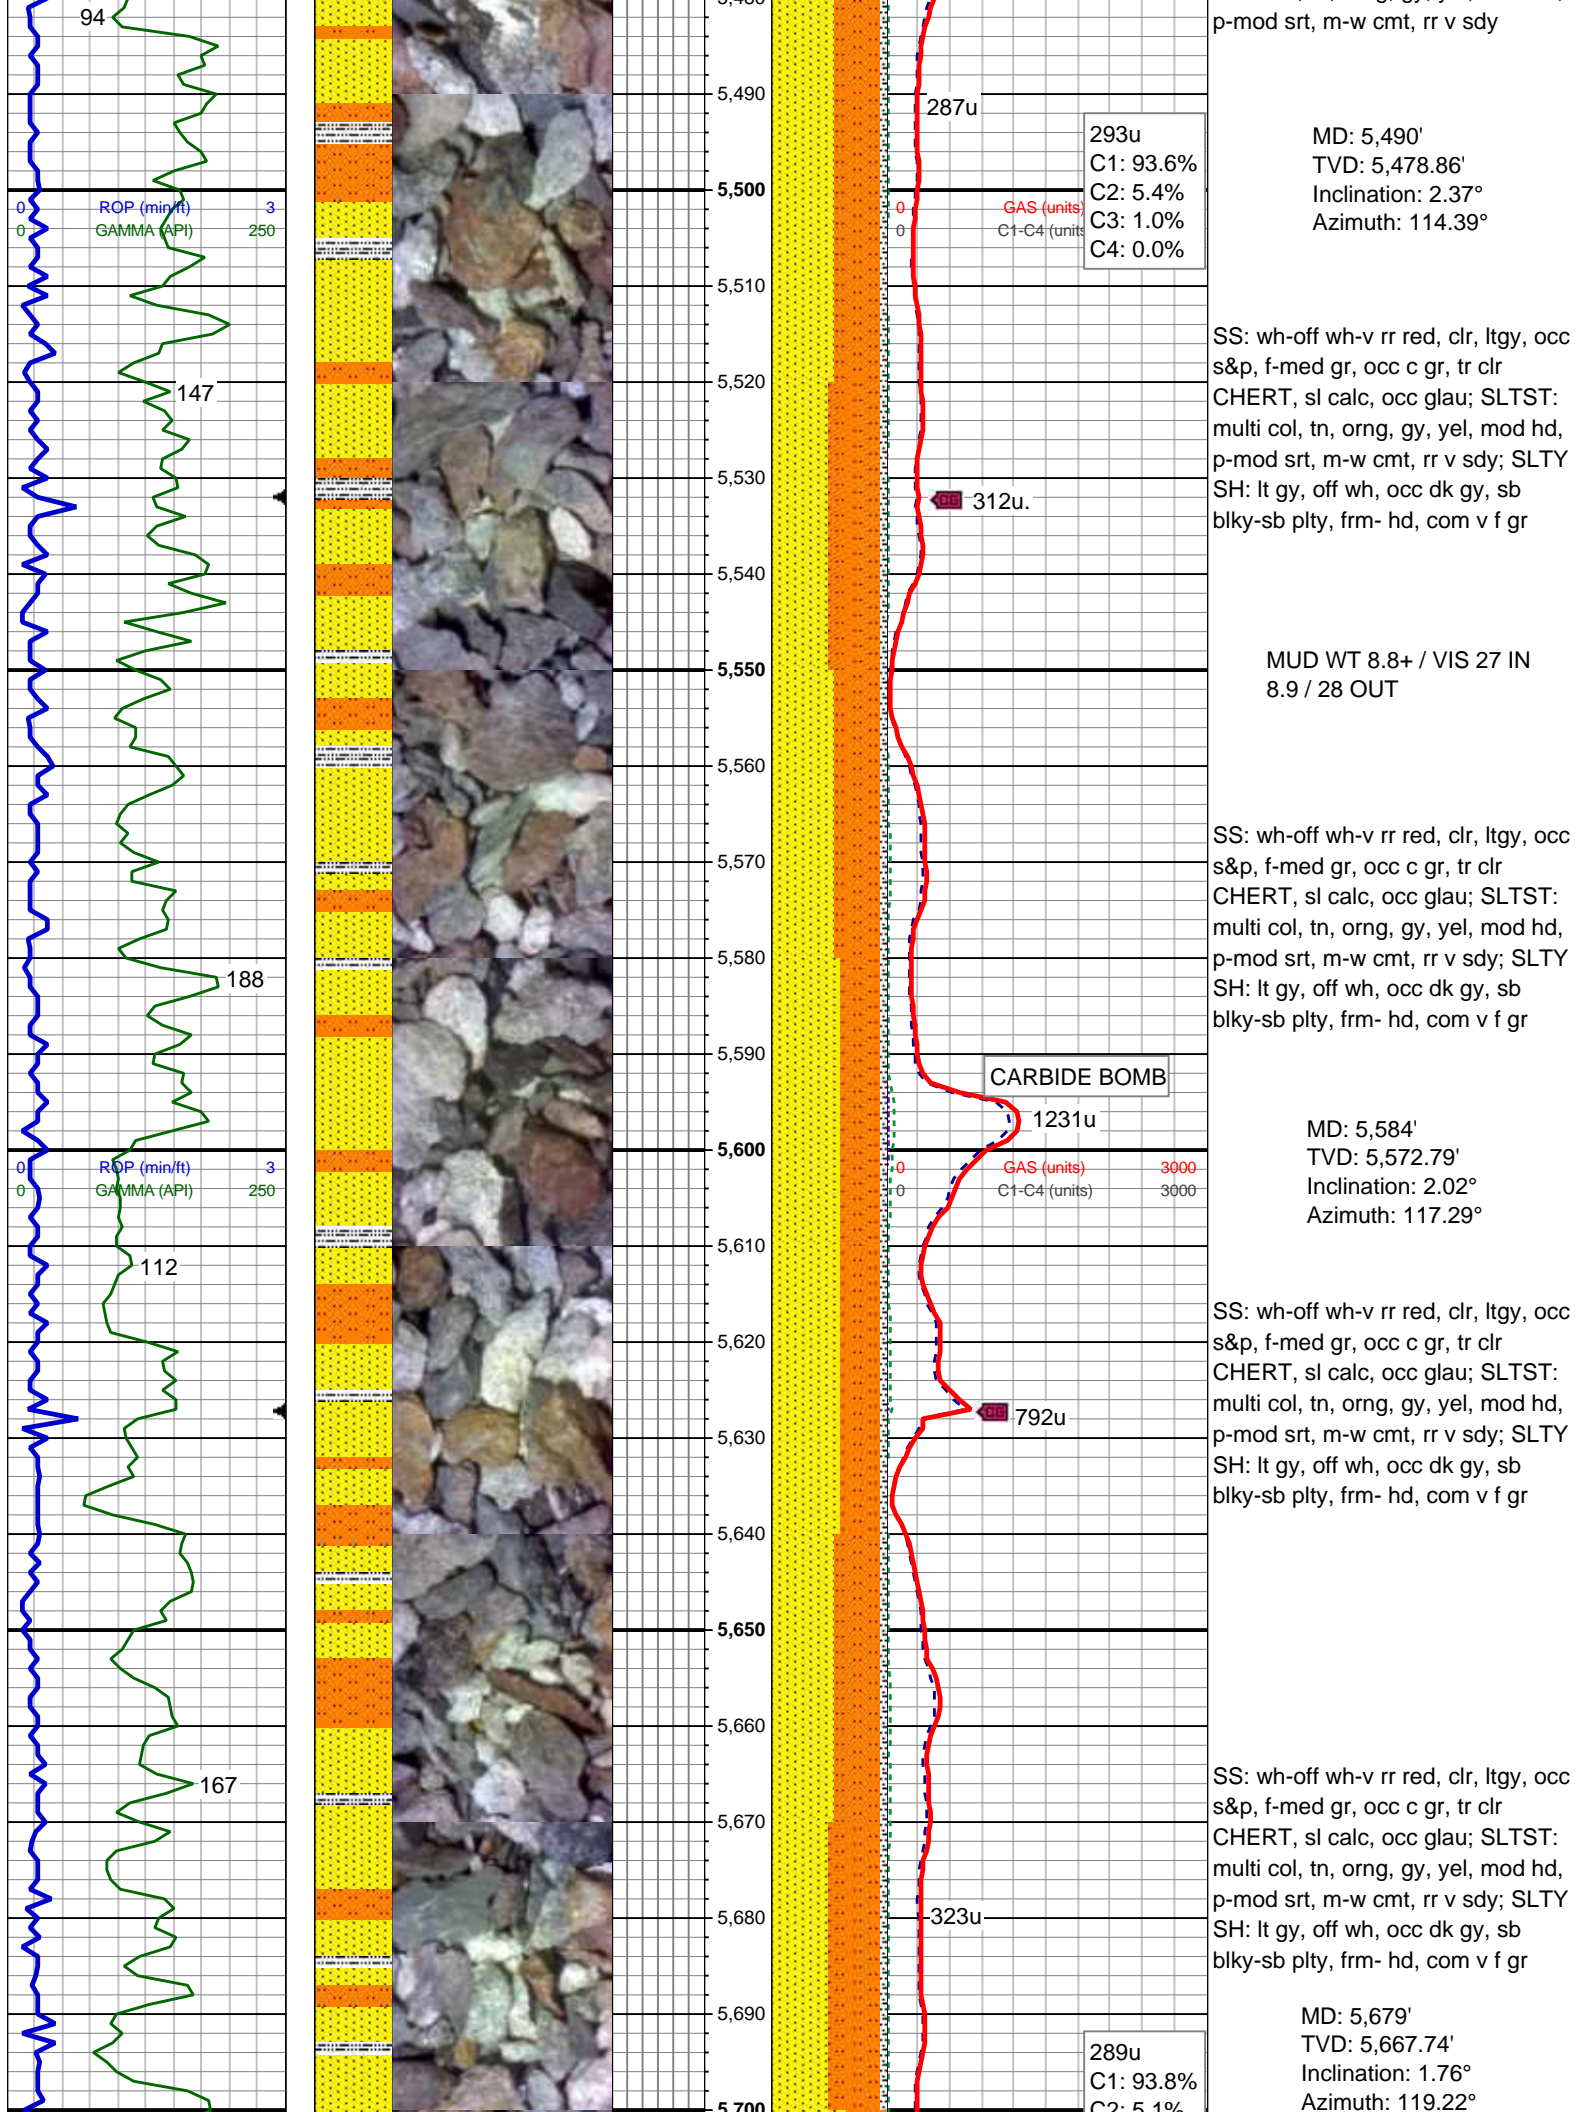 p-mod srt, m-w cmt, rr v sdy
94
5,490
287u
293u
C1: 93.6%
C2: 5.4%
C3: 1.0%
C4: 0.0%
MD: 5,490'
TVD: 5,478.86'
Inclination: 2.37°
Azimuth: 114.39°
5,500
0 ROP (min/ft) 3
0 GAMMA (API) 250
0 GAS (units)
0 C1-C4 (units
5,510
SS: wh-off wh-v rr red, clr, ltgy, occ
s&p, f-med gr, occ c gr, tr clr
CHERT, sl calc, occ glau; SLTST:
multi col, tn, orng, gy, yel, mod hd,
p-mod srt, m-w cmt, rr v sdy; SLTY
SH: lt gy, off wh, occ dk gy, sb
blky-sb plty, frm- hd, com v f gr
5,520
147
5,530
CG 312u.
5,540
5,550
MUD WT 8.8+ / VIS 27 IN
8.9 / 28 OUT
5,560
SS: wh-off wh-v rr red, clr, ltgy, occ
s&p, f-med gr, occ c gr, tr clr
CHERT, sl calc, occ glau; SLTST:
multi col, tn, orng, gy, yel, mod hd,
p-mod srt, m-w cmt, rr v sdy; SLTY
SH: lt gy, off wh, occ dk gy, sb
blky-sb plty, frm- hd, com v f gr
5,570
5,580
188
5,590
CARBIDE BOMB
1231u
MD: 5,584'
TVD: 5,572.79'
Inclination: 2.02°
Azimuth: 117.29°
5,600
0 ROP (min/ft) 3
0 GAMMA (API) 250
0 GAS (units) 3000
0 C1-C4 (units) 3000
5,610
112
SS: wh-off wh-v rr red, clr, ltgy, occ
s&p, f-med gr, occ c gr, tr clr
CHERT, sl calc, occ glau; SLTST:
multi col, tn, orng, gy, yel, mod hd,
p-mod srt, m-w cmt, rr v sdy; SLTY
SH: lt gy, off wh, occ dk gy, sb
blky-sb plty, frm- hd, com v f gr
5,620
CG 792u
5,630
5,640
5,650
5,660
167
5,670
SS: wh-off wh-v rr red, clr, ltgy, occ
s&p, f-med gr, occ c gr, tr clr
CHERT, sl calc, occ glau; SLTST:
multi col, tn, orng, gy, yel, mod hd,
p-mod srt, m-w cmt, rr v sdy; SLTY
SH: lt gy, off wh, occ dk gy, sb
blky-sb plty, frm- hd, com v f gr
323u
5,680
5,690
MD: 5,679'
TVD: 5,667.74'
Inclination: 1.76°
Azimuth: 119.22°
289u
C1: 93.8%
C2: 5.1%
5,700